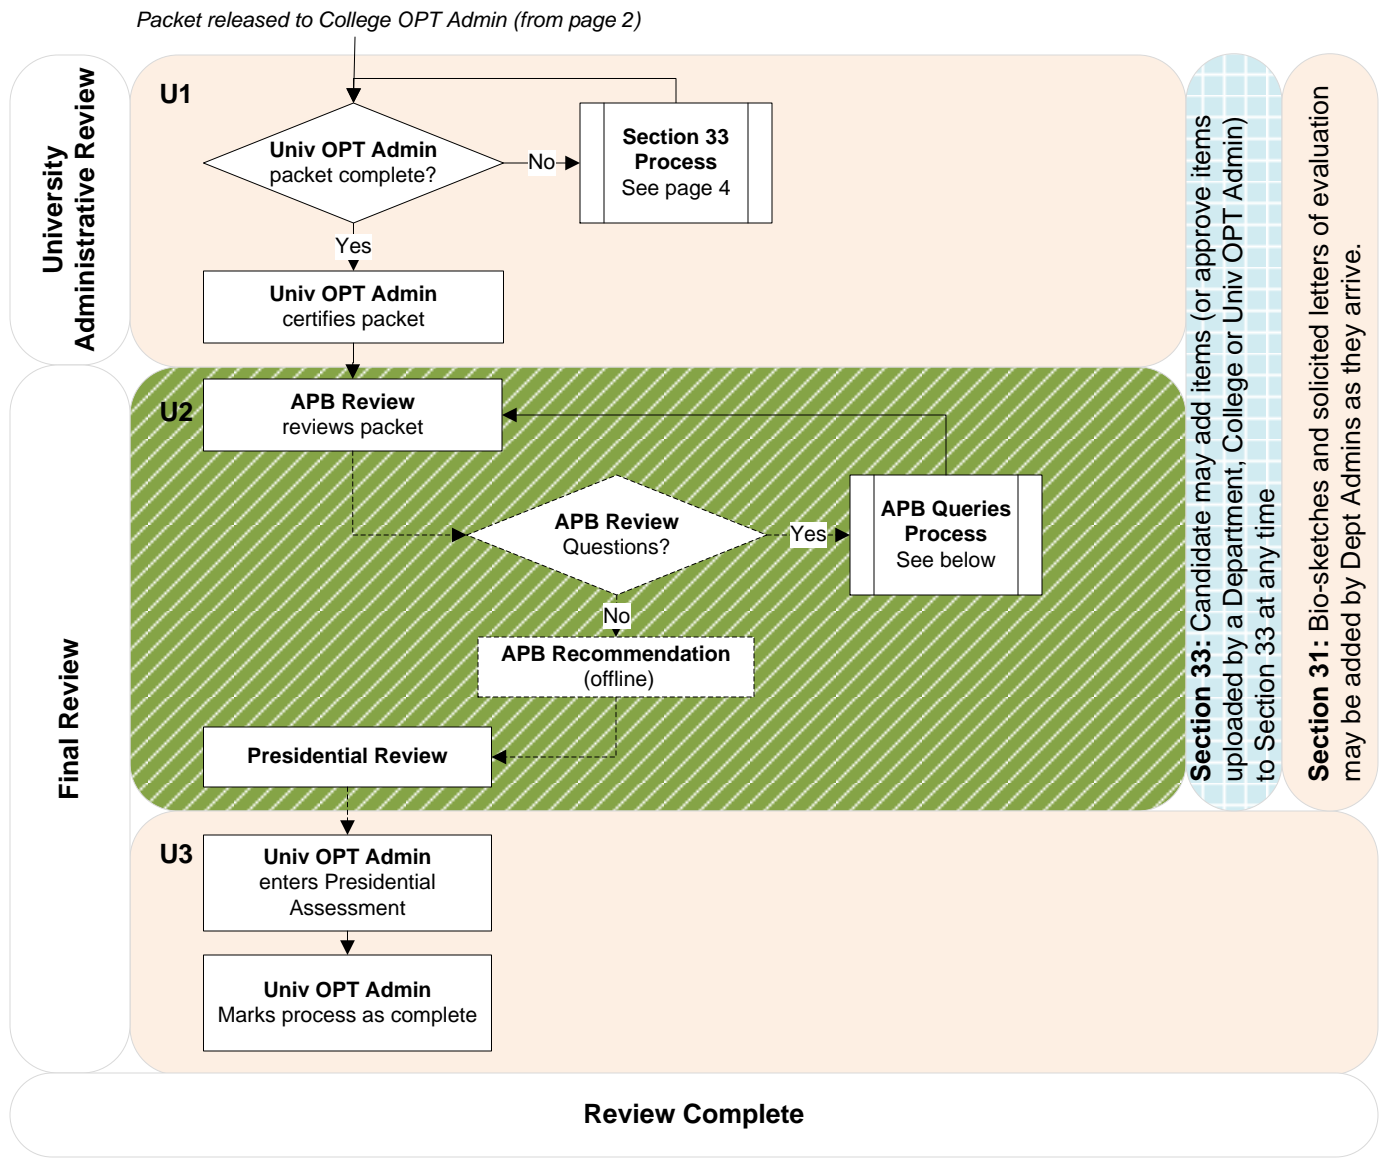 Packet released to College OPT Admin (from page 2)
University
Administrative Review
U1
Univ OPT Admin
packet complete?
No
Section 33
Process
See page 4
Yes
Univ OPT Admin
certifies packet
Final Review
U2
APB Review
reviews packet
APB Review
Questions?
Yes
APB Queries
Process
See below
No
APB Recommendation
(offline)
Presidential Review
U3
Univ OPT Admin
enters Presidential
Assessment
Univ OPT Admin
Marks process as complete
Section 33: Candidate may add items (or approve items
uploaded by a Department, College or Univ OPT Admin)
to Section 33 at any time
Section 31: Bio-sketches and solicited letters of evaluation
may be added by Dept Admins as they arrive.
Review Complete